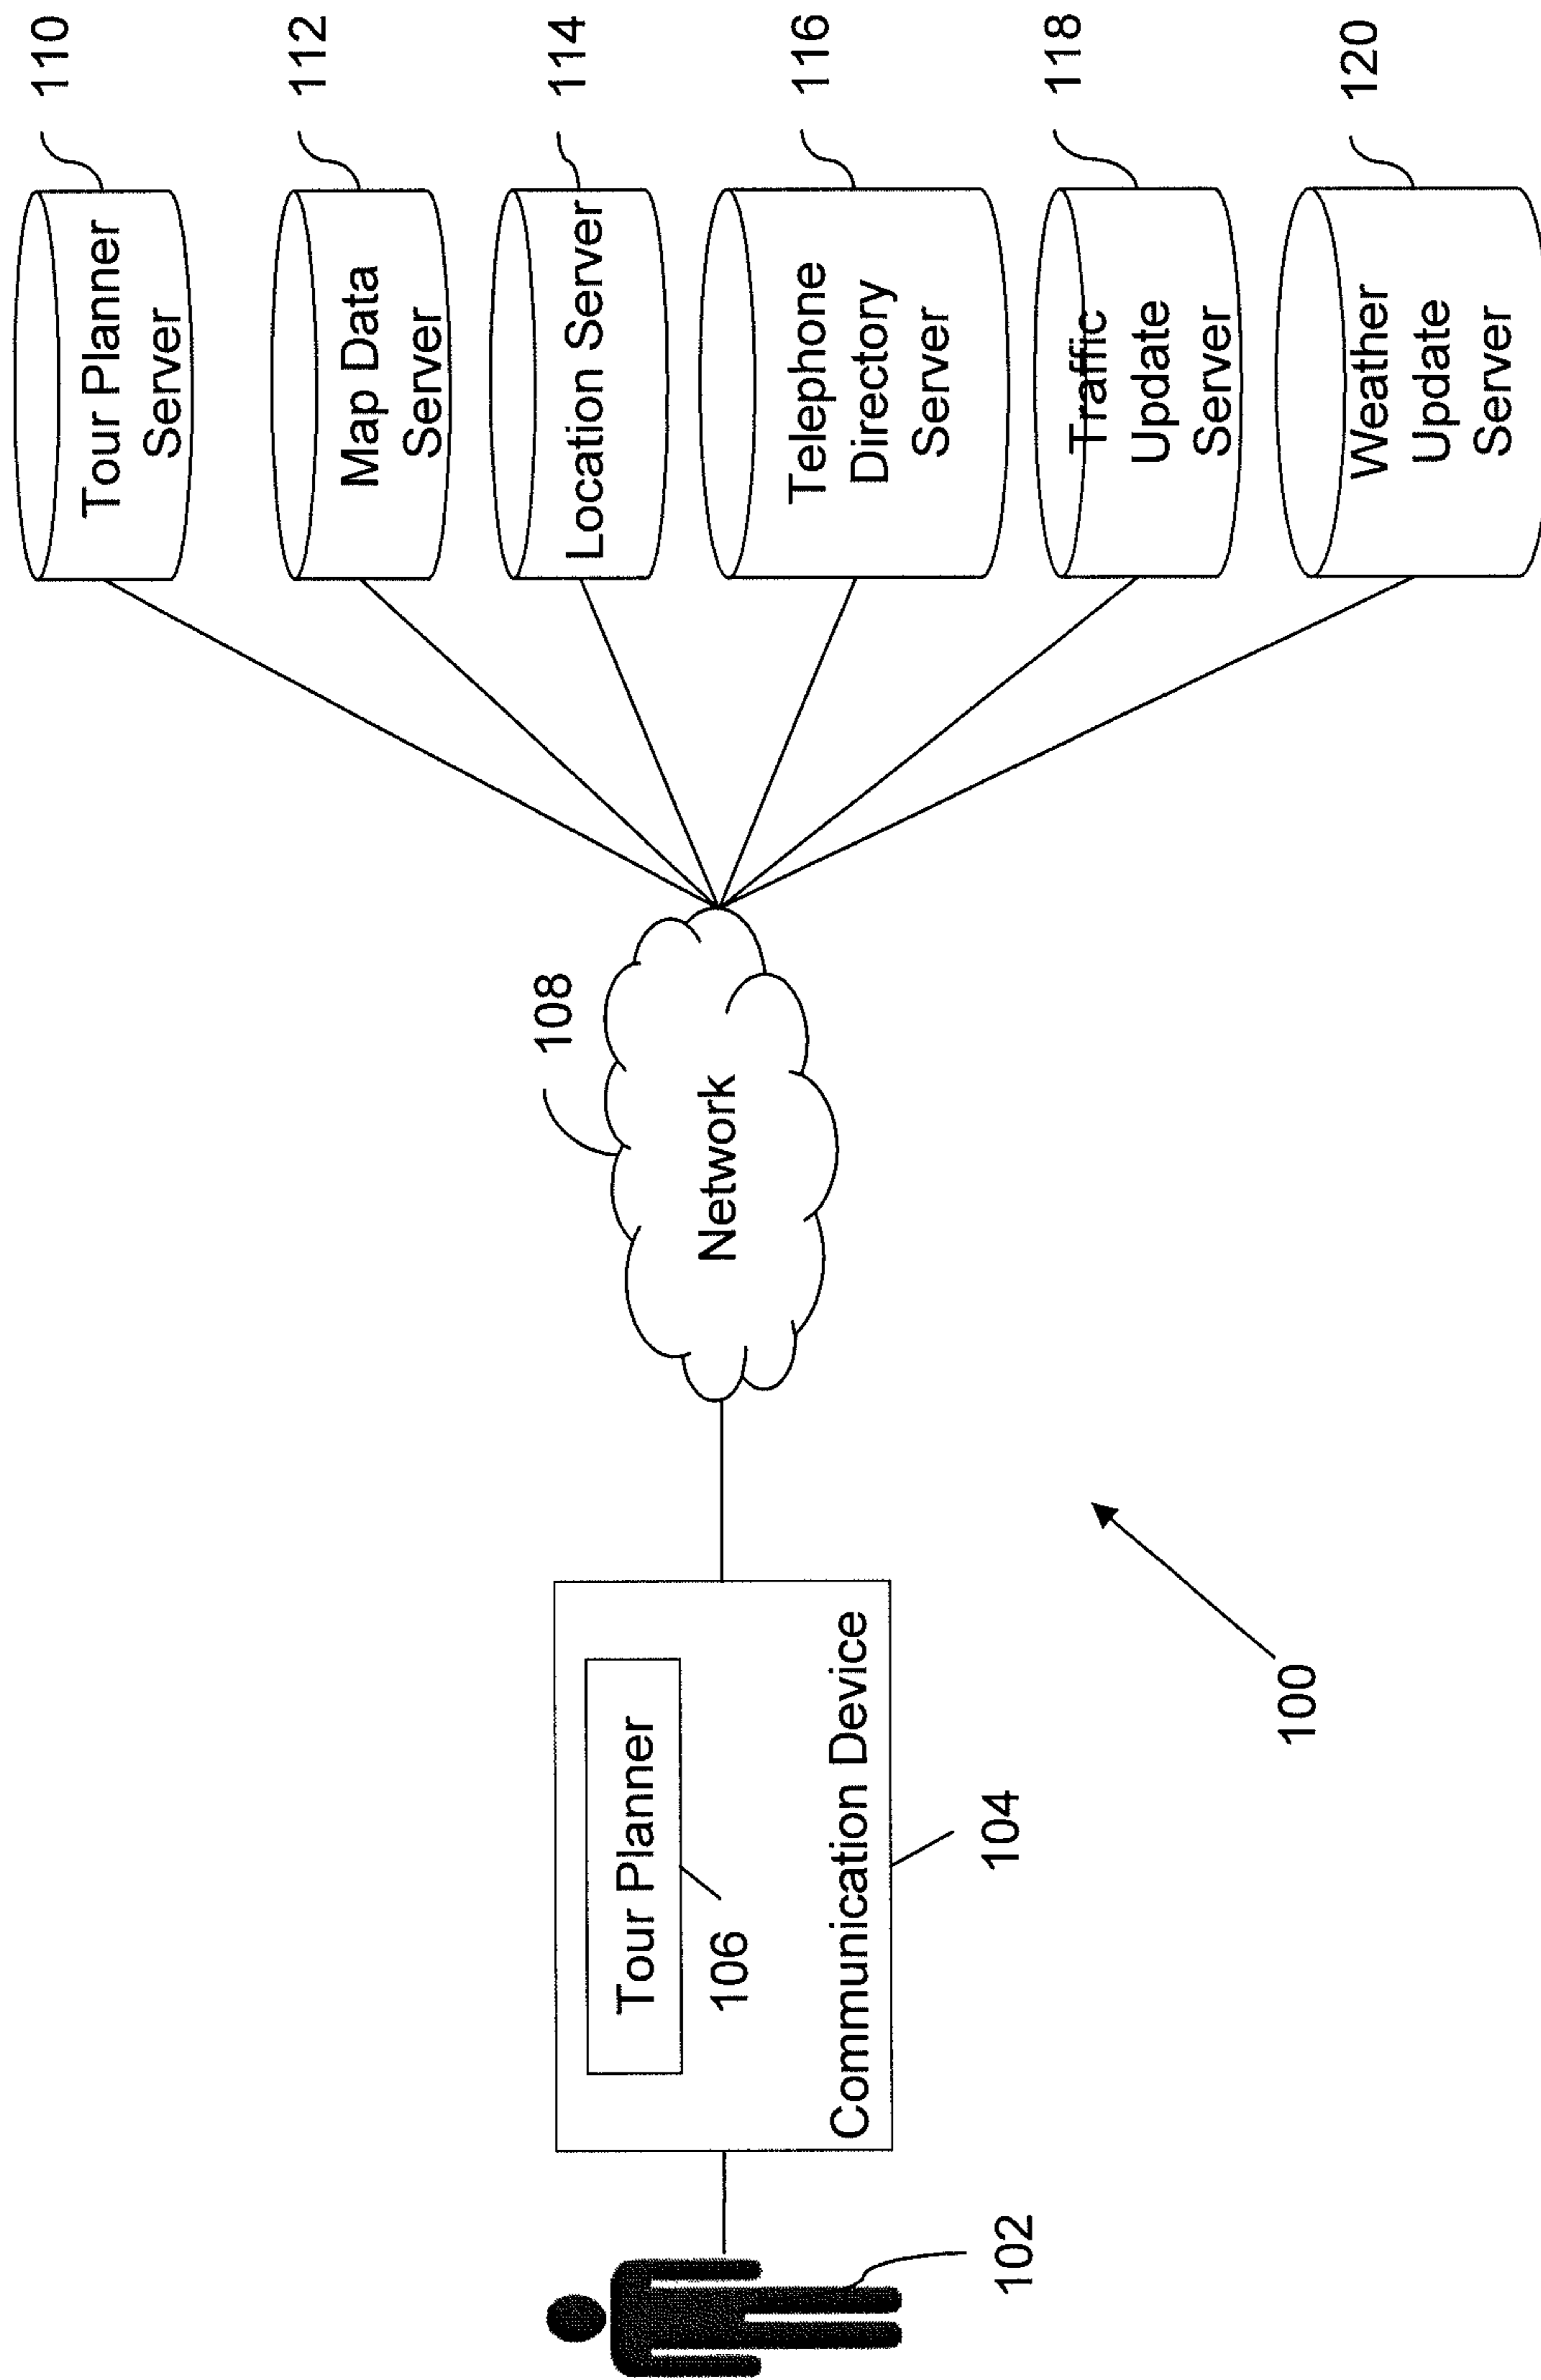 Tour Planner
Server
110
Map Data
Server
112
Location Server
114
Telephone
Directory
Server
116
Traffic
Update
Server
118
Weather
Update
Server
120
108
Network
Tour Planner
106
Communication Device
104
102
100